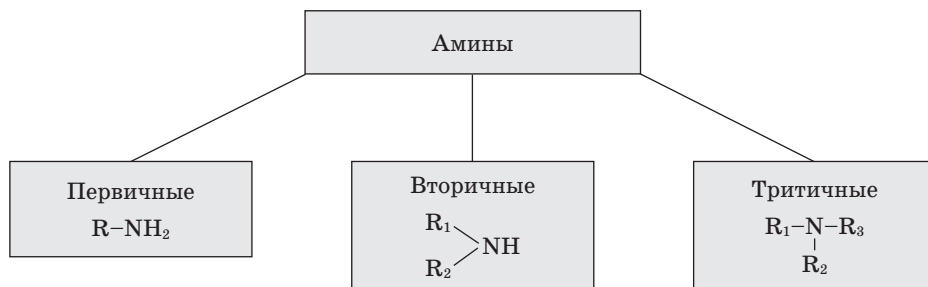 Амины
Первичные
R–NH₂
Вторичные
R₁
NH
R₂
Тритичные
R₁–N–R₃
R₂